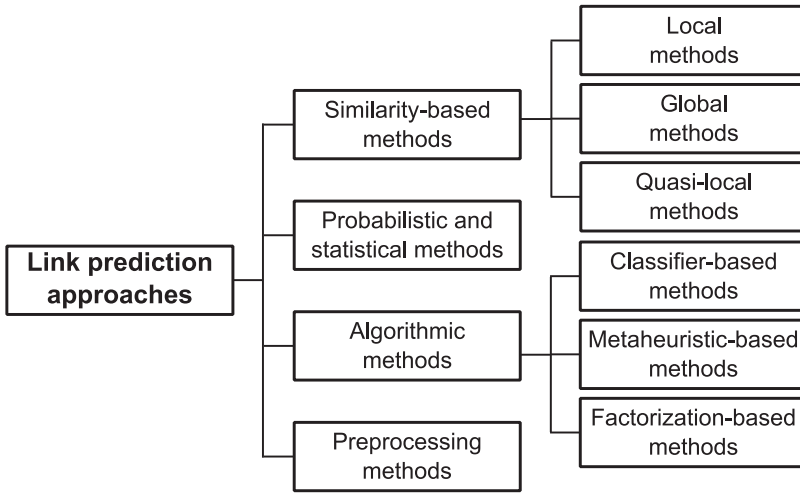 Link prediction
approaches
Similarity-based
methods
Local
methods
Global
methods
Quasi-local
methods
Probabilistic and
statistical methods
Algorithmic
methods
Classifier-based
methods
Metaheuristic-based
methods
Factorization-based
methods
Preprocessing
methods